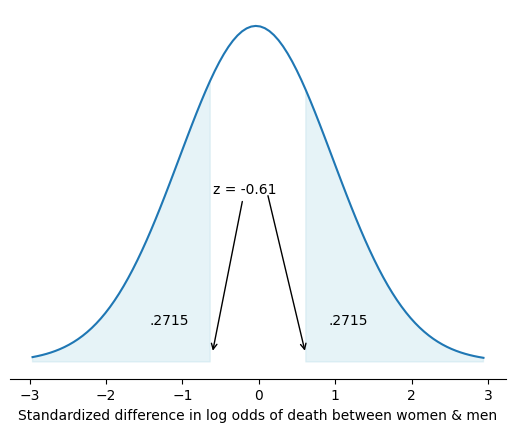 z = -0.61
.2715 .2715
−3 −2 −1 0 1 2 3
Standardized difference in log odds of death between women & men